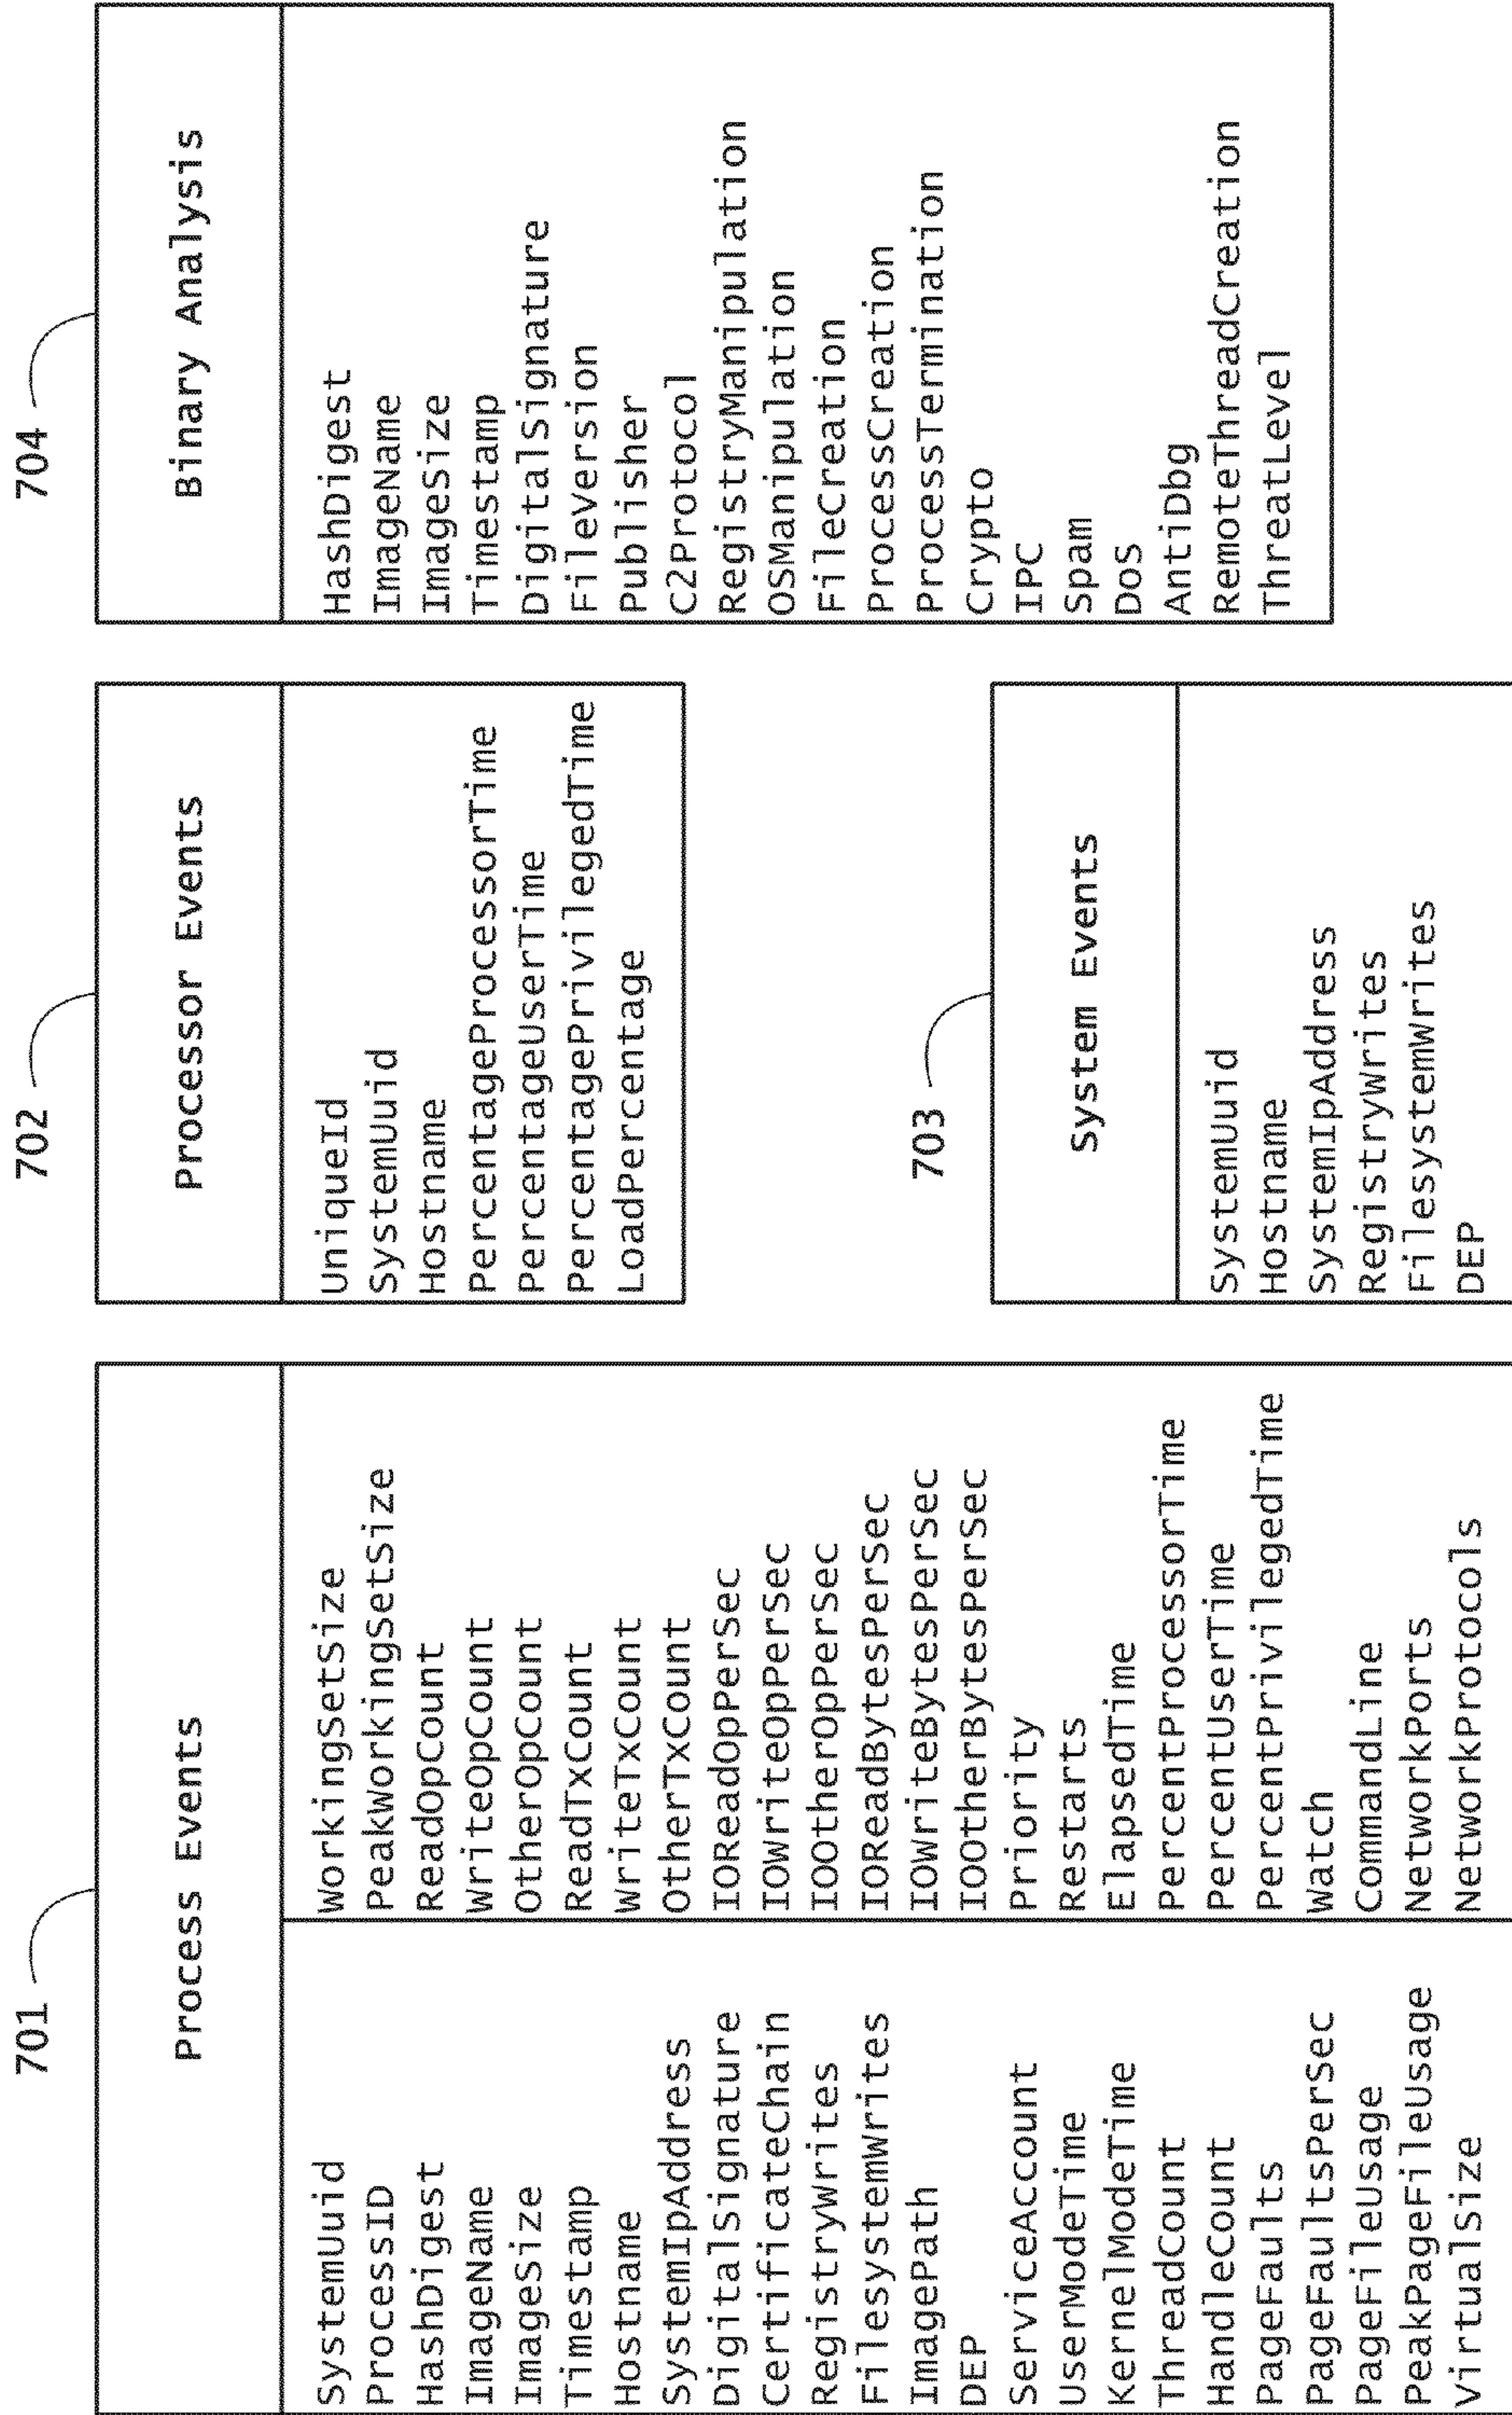 701
Process Events
SystemUuid
ProcessID
HashDigest
ImageName
ImageSize
Timestamp
Hostname
SystemIpAddress
DigitalSignature
CertificateChain
RegistryWrites
FilesystemWrites
ImagePath
DEP
ServiceAccount
UserModeTime
KernelModeTime
ThreadCount
HandleCount
PageFaults
PageFaultsPerSec
PageFileUsage
PeakPageFileUsage
VirtualSize
WorkingSetSize
PeakWorkingSetSize
ReadOpCount
WriteOpCount
OtherOpCount
ReadTxCount
WriteTxCount
OtherTxCount
IOReadOpPerSec
IOWriteOpPerSec
IOOtherOpPerSec
IOReadBytesPerSec
IOWriteBytesPerSec
IOOtherBytesPerSec
Priority
Restarts
ElapsedTime
PercentProcessorTime
PercentUserTime
PercentPrivilegedTime
Watch
CommandLine
NetworkPorts
NetworkProtocols
702
Processor Events
UniqueId
SystemUuid
Hostname
PercentageProcessorTime
PercentageUserTime
PercentagePrivilegedTime
LoadPercentage
703
System Events
SystemUuid
Hostname
SystemIpAddress
RegistryWrites
FilesystemWrites
DEP
704
Binary Analysis
HashDigest
ImageName
ImageSize
Timestamp
DigitalSignature
FileVersion
Publisher
C2Protocol
RegistryManipulation
OSManipulation
FileCreation
ProcessCreation
ProcessTermination
Crypto
IPC
Spam
DoS
AntiDbg
RemoteThreadCreation
ThreatLevel